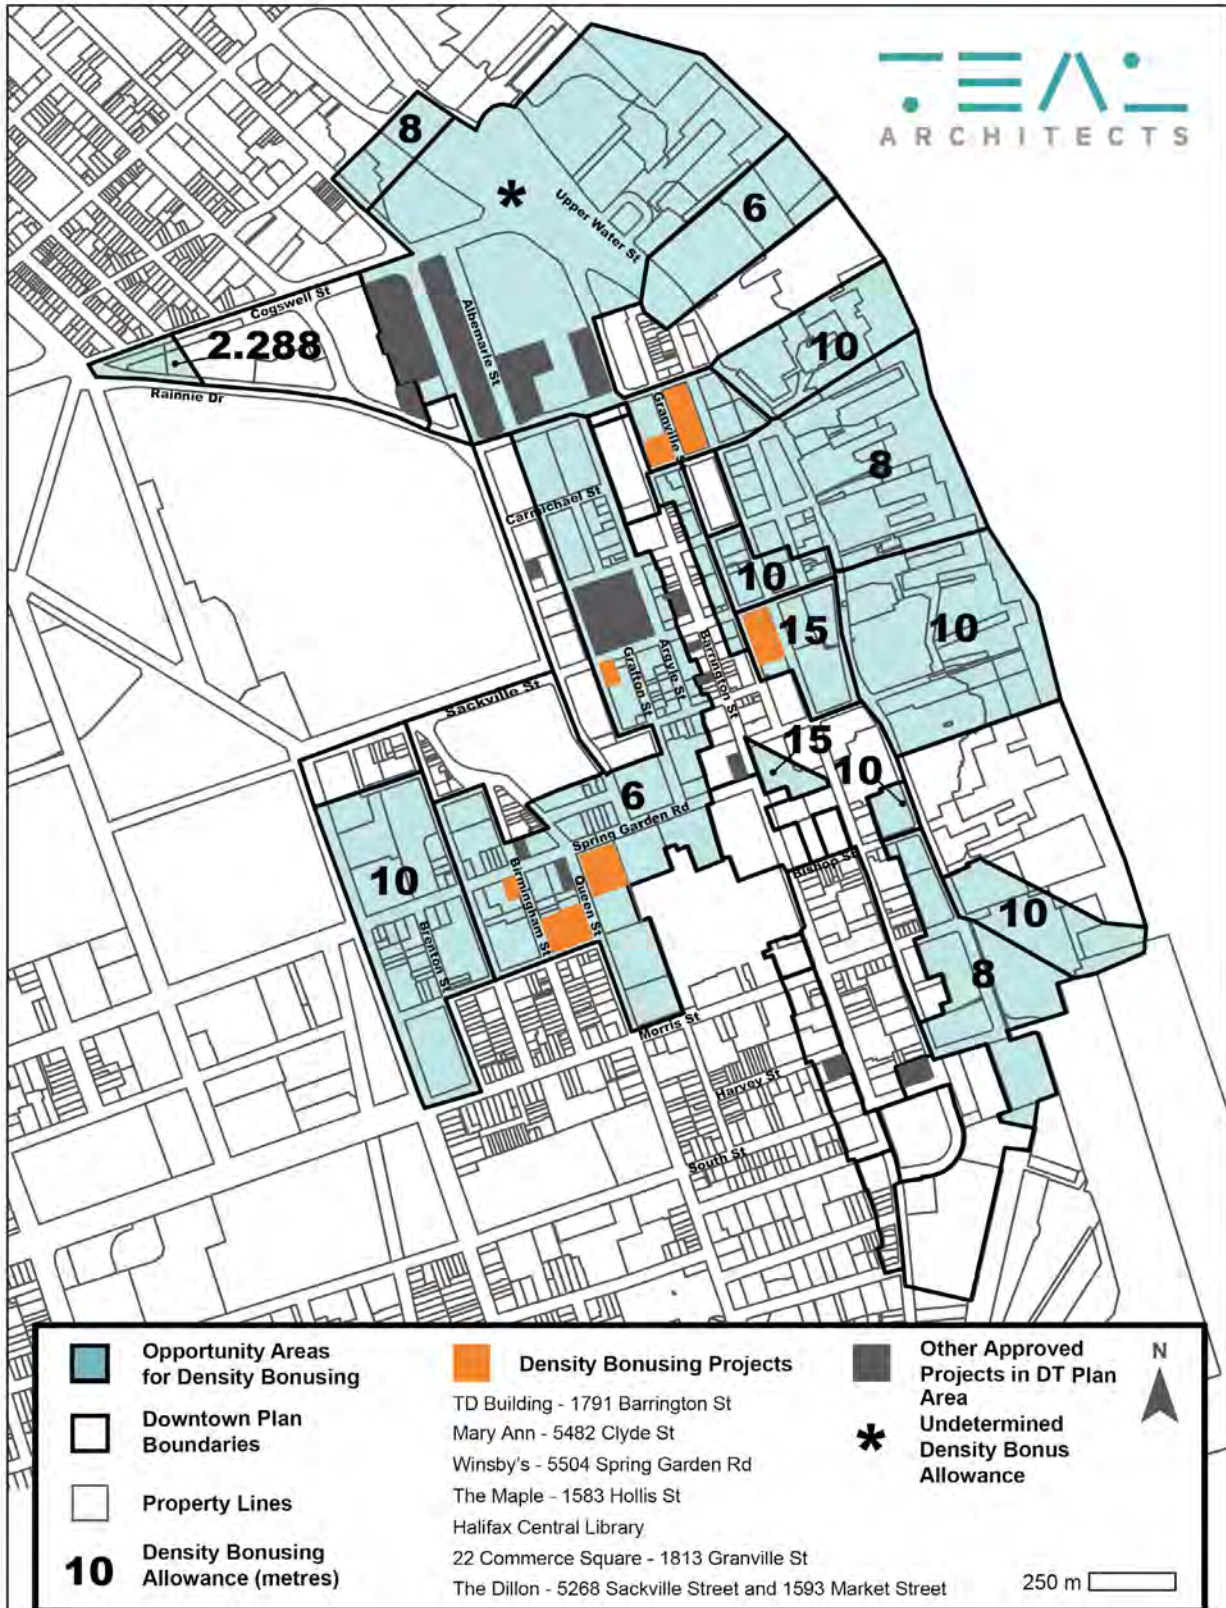 TEAL
ARCHITECTS
8
*
Upper Water St
6
Cogswell St
2.288
Albemarle St
10
Rainnie Dr
Granville S
8
Carmichael St
10
15
10
Barrington St
Argyle St
Grafton St
Sackville St
15
10
6
Spring Garden Rd
Bishop St
10
Birmingham St
Queen St
10
Brenton St
8
Morris St
Harvey St
South St
Opportunity Areas
for Density Bonusing
Downtown Plan
Boundaries
Property Lines
10
Density Bonusing
Allowance (metres)
Density Bonusing Projects
TD Building - 1791 Barrington St
Mary Ann - 5482 Clyde St
Winsby's - 5504 Spring Garden Rd
The Maple - 1583 Hollis St
Halifax Central Library
22 Commerce Square - 1813 Granville St
The Dillon - 5268 Sackville Street and 1593 Market Street
Other Approved
Projects in DT Plan
Area
*
Undetermined
Density Bonus
Allowance
N
250 m